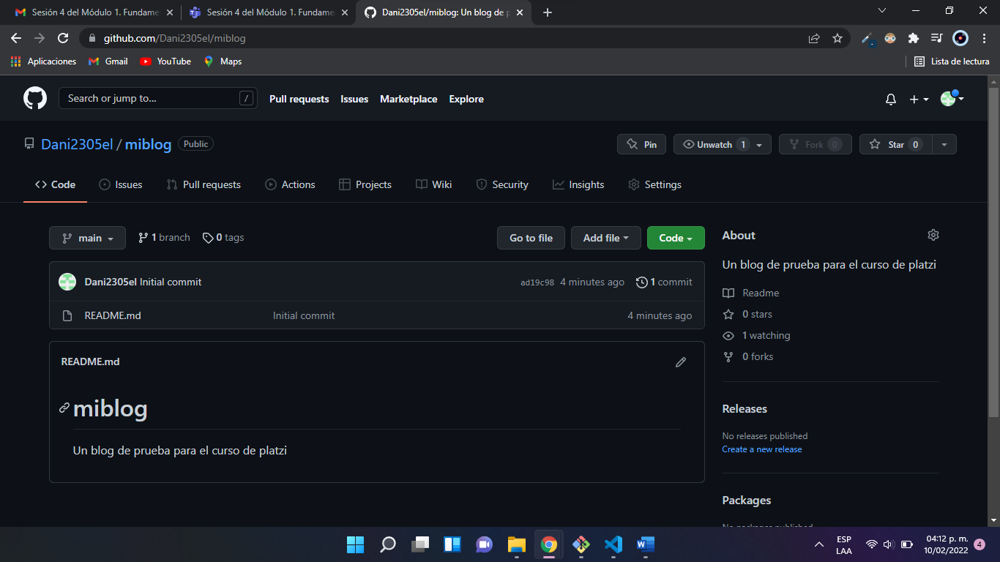 Sesión 4 del Módulo 1. Fundame
Sesión 4 del Módulo 1. Fundame
Dani2305el/miblog: Un blog de p
github.com/Dani2305el/miblog
Aplicaciones Gmail YouTube Maps Lista de lectura
Search or jump to... / Pull requests Issues Marketplace Explore
Dani2305el / miblog Public Pin Unwatch 1 Fork 0 Star 0
Code Issues Pull requests Actions Projects Wiki Security Insights Settings
main 1 branch 0 tags Go to file Add file Code
Dani2305el Initial commit ad19c98 4 minutes ago 1 commit
README.md Initial commit 4 minutes ago
README.md
miblog
Un blog de prueba para el curso de platzi
About
Un blog de prueba para el curso de platzi
Readme
0 stars
1 watching
0 forks
Releases
No releases published
Create a new release
Packages
No packages published
ESP
LAA
04:12 p. m.
10/02/2022
4